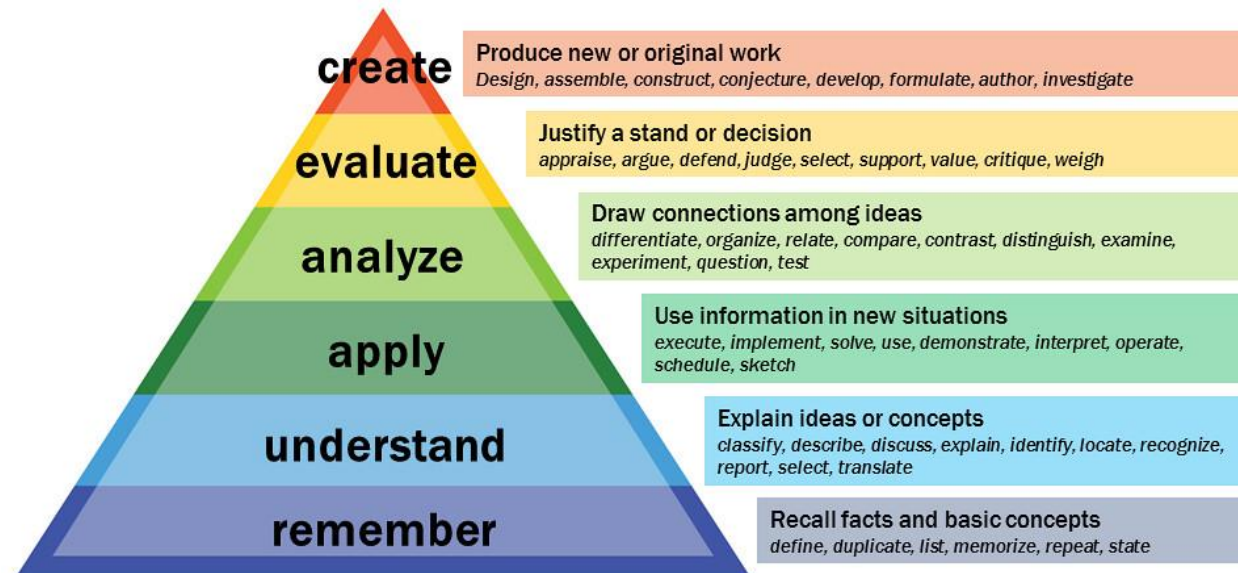 create
Produce new or original work
Design, assemble, construct, conjecture, develop, formulate, author, investigate
evaluate
Justify a stand or decision
appraise, argue, defend, judge, select, support, value, critique, weigh
analyze
Draw connections among ideas
differentiate, organize, relate, compare, contrast, distinguish, examine,
experiment, question, test
apply
Use information in new situations
execute, implement, solve, use, demonstrate, interpret, operate,
schedule, sketch
understand
Explain ideas or concepts
classify, describe, discuss, explain, identify, locate, recognize,
report, select, translate
remember
Recall facts and basic concepts
define, duplicate, list, memorize, repeat, state